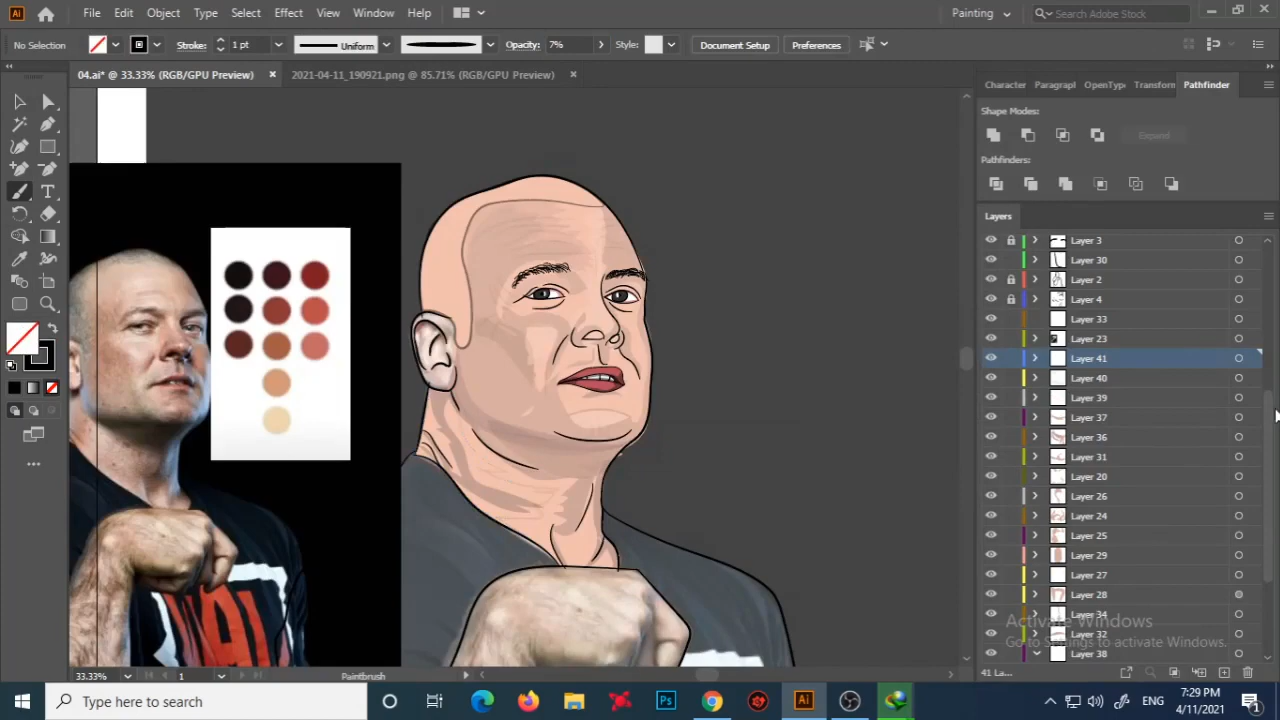 Ai File Edit Object Type Select Effect View Window Help Painting Search Adobe Stock
No Selection Stroke: 1 pt Uniform Opacity: 7% Style: Document Setup Preferences
04.ai* @ 33.33% (RGB/GPU Preview) 2021-04-11_190921.png @ 85.71% (RGB/GPU Preview)
Character Paragrapl OpenType Transform Pathfinder
Shape Modes:
Expand
Pathfinders:
Layers
Layer 3
Layer 30
Layer 2
Layer 4
Layer 33
Layer 23
Layer 41
Layer 40
Layer 39
Layer 37
Layer 36
Layer 31
Layer 20
Layer 26
Layer 24
Layer 25
Layer 29
Layer 27
Layer 28
Layer 34
Layer 32
Layer 38
Activate Windows
Go to Settings to activate Windows.
33.33% 1 Paintbrush 41 La...
Type here to search Ps Ai ENG 7:29 PM
4/11/2021